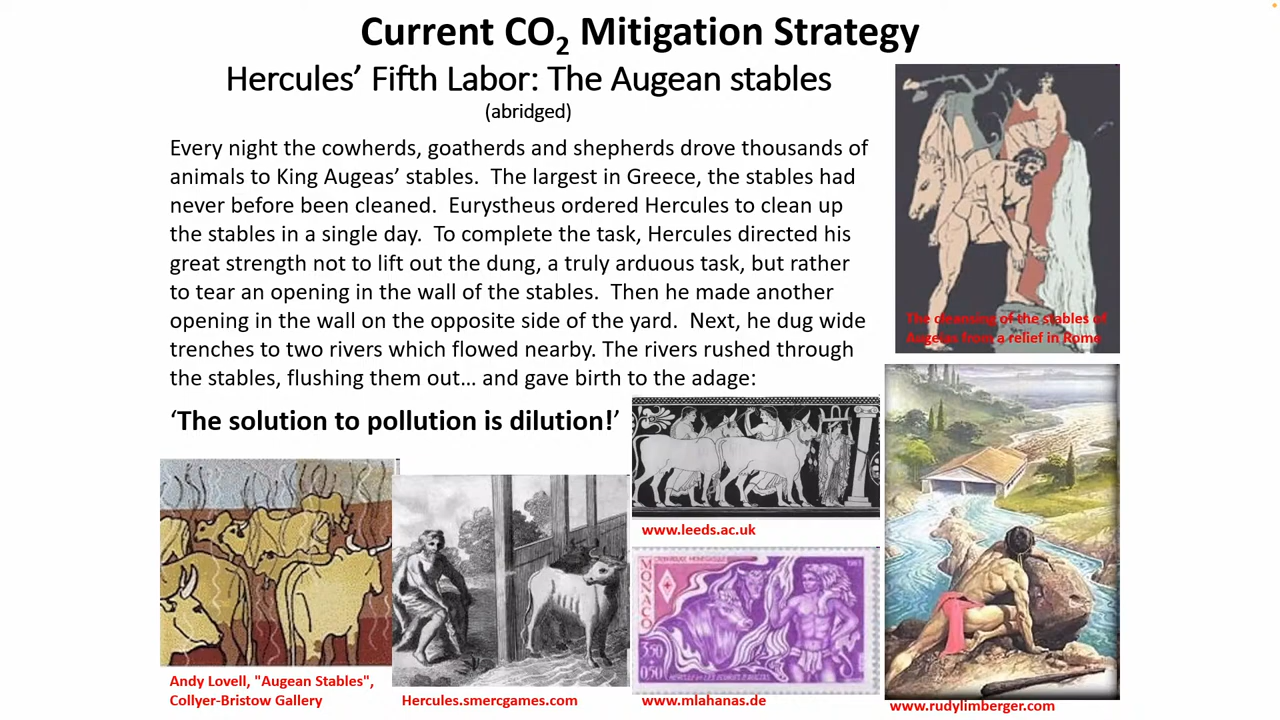 Current CO₂ Mitigation Strategy
Hercules’ Fifth Labor: The Augean stables
(abridged)
Every night the cowherds, goatherds and shepherds drove thousands of
animals to King Augeas’ stables.  The largest in Greece, the stables had
never before been cleaned.  Eurystheus ordered Hercules to clean up
the stables in a single day.  To complete the task, Hercules directed his
great strength not to lift out the dung, a truly arduous task, but rather
to tear an opening in the wall of the stables.  Then he made another
opening in the wall on the opposite side of the yard.  Next, he dug wide
trenches to two rivers which flowed nearby. The rivers rushed through
the stables, flushing them out… and gave birth to the adage:
‘The solution to pollution is dilution!’
The cleansing of the stables of
Augeias from a relief in Rome
www.leeds.ac.uk
MONACO
3,50
0,50
Andy Lovell, "Augean Stables",
Collyer-Bristow Gallery
Hercules.smercgames.com
www.mlahanas.de
www.rudylimberger.com